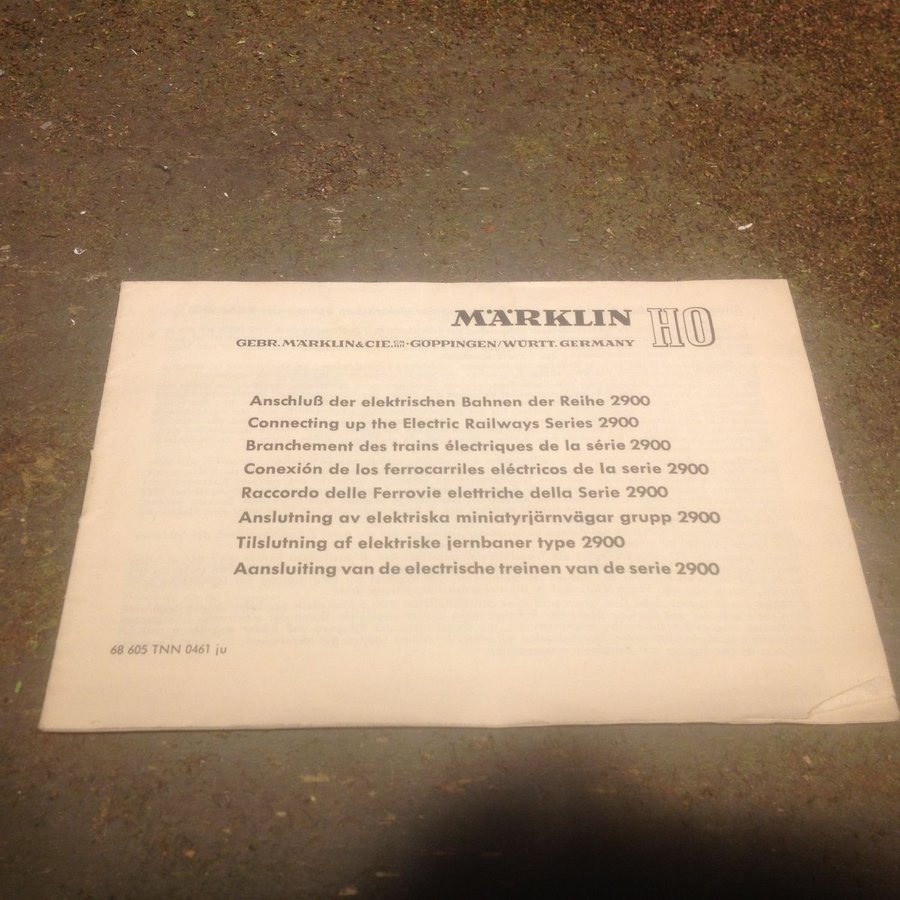 MÄRKLIN HO
GEBR. MÄRKLIN & CIE. GMBH · GÖPPINGEN/WÜRTT. GERMANY
Anschluß der elektrischen Bahnen der Reihe 2900
Connecting up the Electric Railways Series 2900
Branchement des trains électriques de la série 2900
Conexión de los ferrocarriles eléctricos de la serie 2900
Raccordo delle Ferrovie elettriche della Serie 2900
Anslutning av elektriska miniatyrjärnvägar grupp 2900
Tilslutning af elektriske jernbaner type 2900
Aansluiting van de electrische treinen van de serie 2900
68 605 TNN 0461 ju